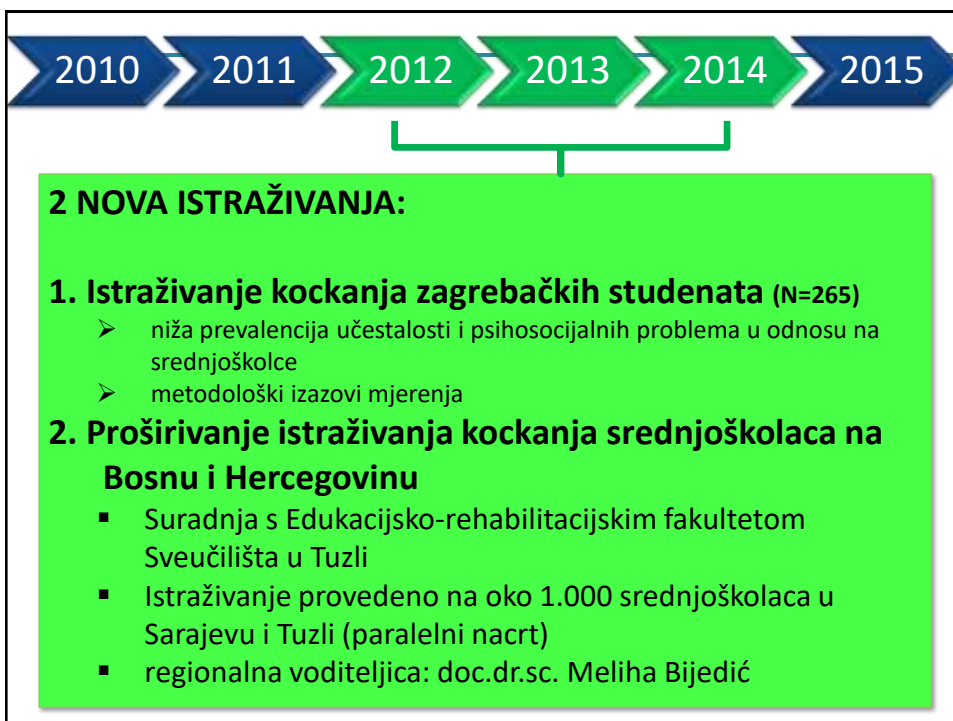 2010 2011 2012 2013 2014 2015
2 NOVA ISTRAŽIVANJA:
1. Istraživanje kockanja zagrebačkih studenata (N=265)
➢ niža prevalencija učestalosti i psihosocijalnih problema u odnosu na
srednjoškolce
➢ metodološki izazovi mjerenja
2. Proširivanje istraživanja kockanja srednjoškolaca na
Bosnu i Hercegovinu
▪ Suradnja s Edukacijsko-rehabilitacijskim fakultetom
Sveučilišta u Tuzli
▪ Istraživanje provedeno na oko 1.000 srednjoškolaca u
Sarajevu i Tuzli (paralelni nacrt)
▪ regionalna voditeljica: doc.dr.sc. Meliha Bijedić